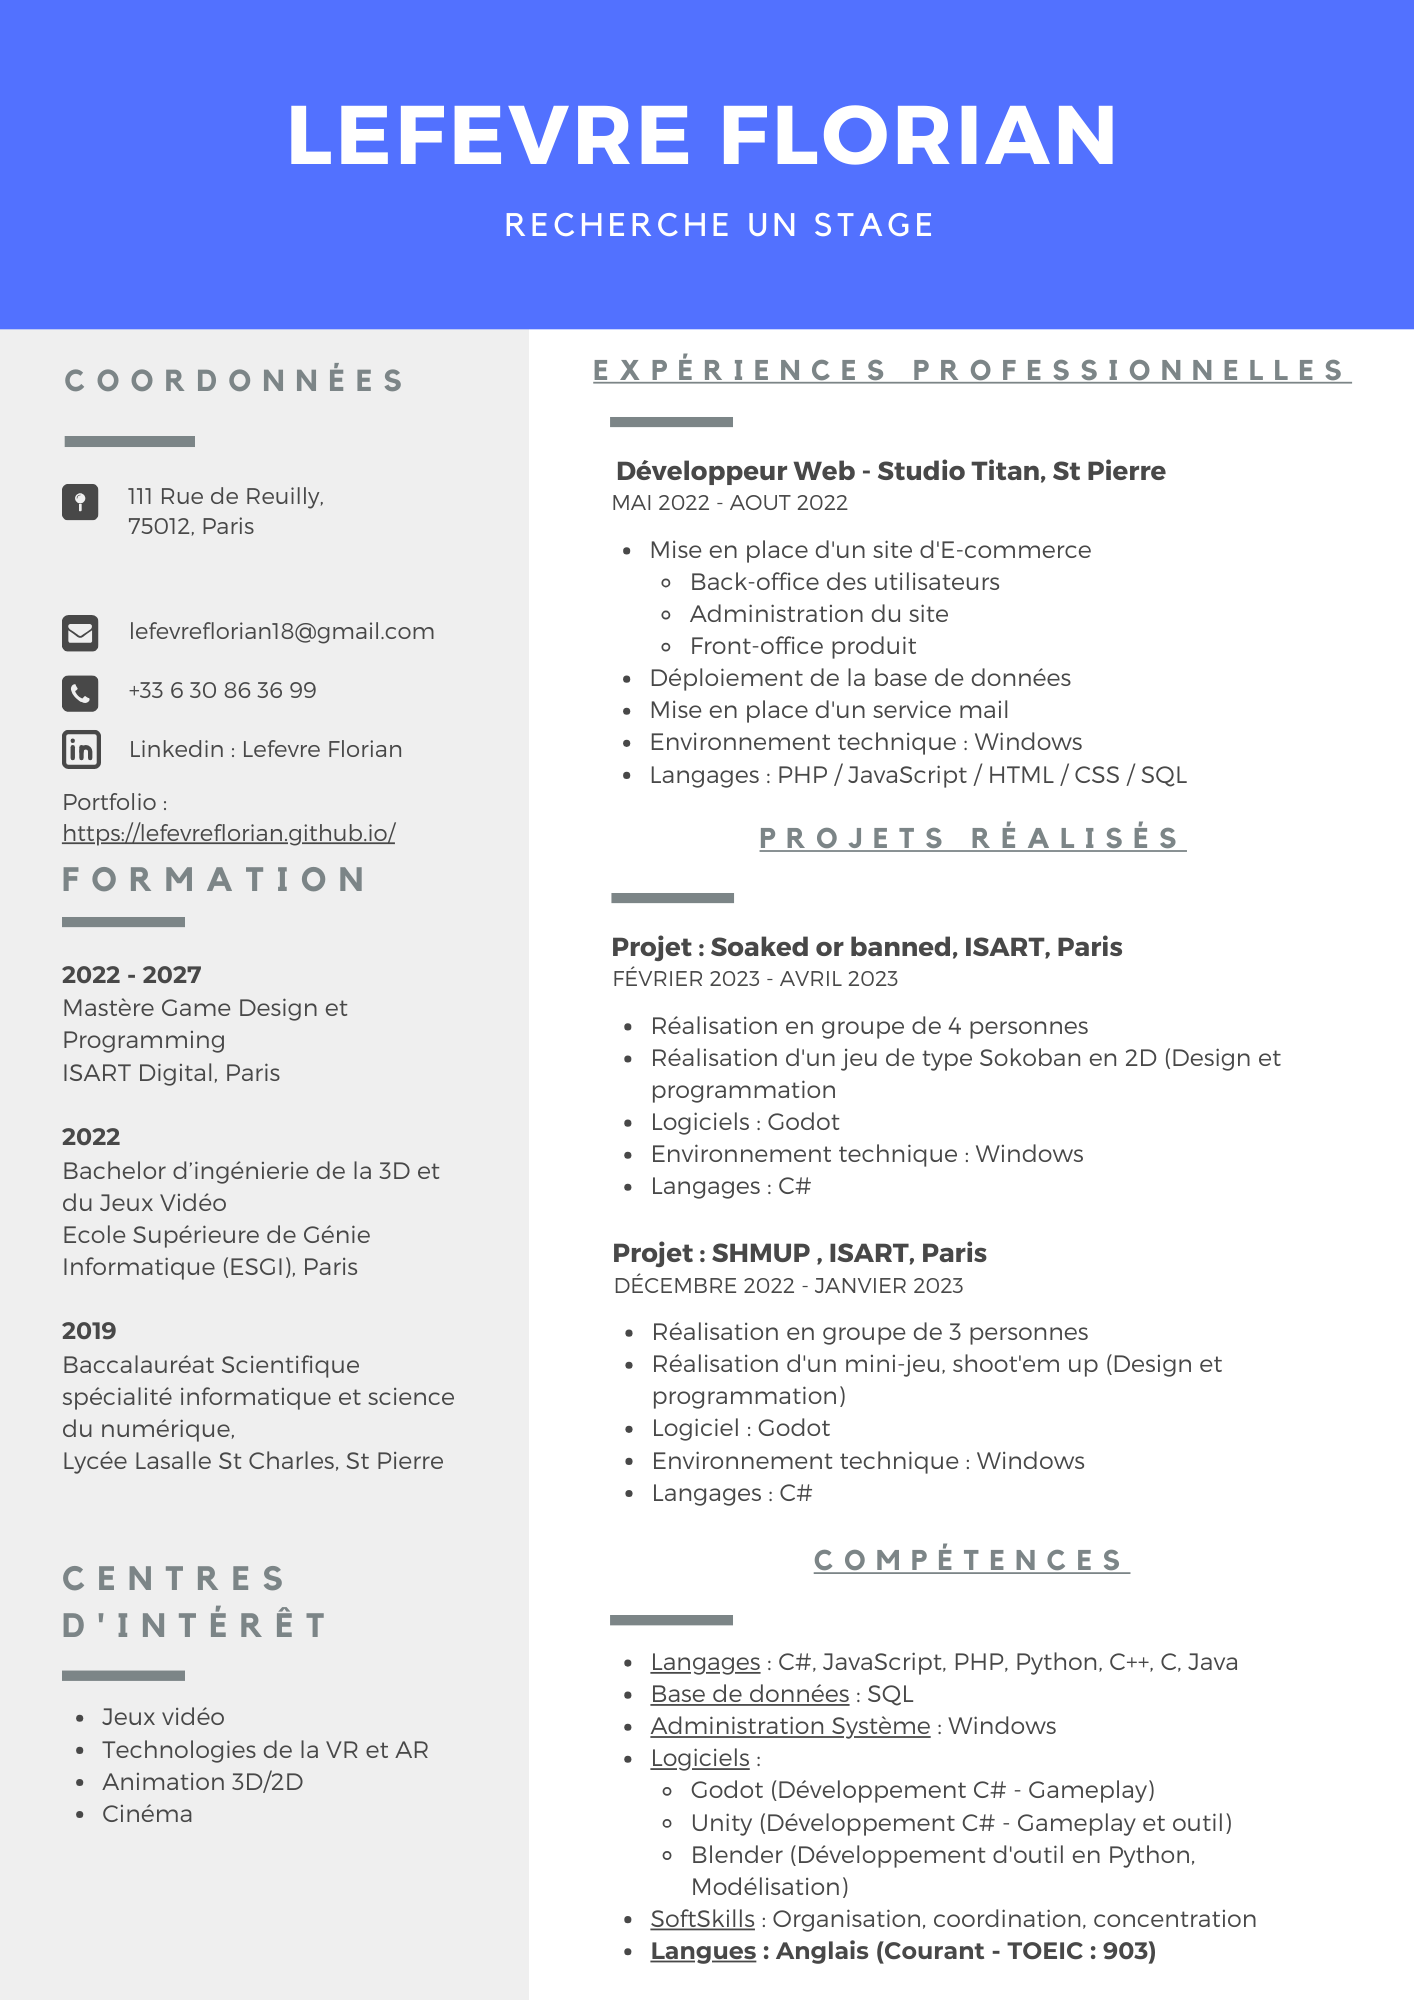 LEFEVRE FLORIAN
RECHERCHE UN STAGE
COORDONNÉES
111 Rue de Reuilly,
75012, Paris
lefevreflorian18@gmail.com
+33 6 30 86 36 99
Linkedin : Lefevre Florian
Portfolio :
https://lefevreflorian.github.io/
FORMATION
2022 - 2027
Mastère Game Design et
Programming
ISART Digital, Paris
2022
Bachelor d’ingénierie de la 3D et
du Jeux Vidéo
Ecole Supérieure de Génie
Informatique (ESGI), Paris
2019
Baccalauréat Scientifique
spécialité informatique et science
du numérique,
Lycée Lasalle St Charles, St Pierre
CENTRES
D'INTÉRÊT
• Jeux vidéo
• Technologies de la VR et AR
• Animation 3D/2D
• Cinéma
EXPÉRIENCES PROFESSIONNELLES
Développeur Web - Studio Titan, St Pierre
MAI 2022 - AOUT 2022
• Mise en place d'un site d'E-commerce
◦ Back-office des utilisateurs
◦ Administration du site
◦ Front-office produit
• Déploiement de la base de données
• Mise en place d'un service mail
• Environnement technique : Windows
• Langages : PHP / JavaScript / HTML / CSS / SQL
PROJETS RÉALISÉS
Projet : Soaked or banned, ISART, Paris
FÉVRIER 2023 - AVRIL 2023
• Réalisation en groupe de 4 personnes
• Réalisation d'un jeu de type Sokoban en 2D (Design et
programmation
• Logiciels : Godot
• Environnement technique : Windows
• Langages : C#
Projet : SHMUP , ISART, Paris
DÉCEMBRE 2022 - JANVIER 2023
• Réalisation en groupe de 3 personnes
• Réalisation d'un mini-jeu, shoot'em up (Design et
programmation)
• Logiciel : Godot
• Environnement technique : Windows
• Langages : C#
COMPÉTENCES
• Langages : C#, JavaScript, PHP, Python, C++, C, Java
• Base de données : SQL
• Administration Système : Windows
• Logiciels :
◦ Godot (Développement C# - Gameplay)
◦ Unity (Développement C# - Gameplay et outil)
◦ Blender (Développement d'outil en Python,
Modélisation)
• SoftSkills : Organisation, coordination, concentration
• Langues : Anglais (Courant - TOEIC : 903)